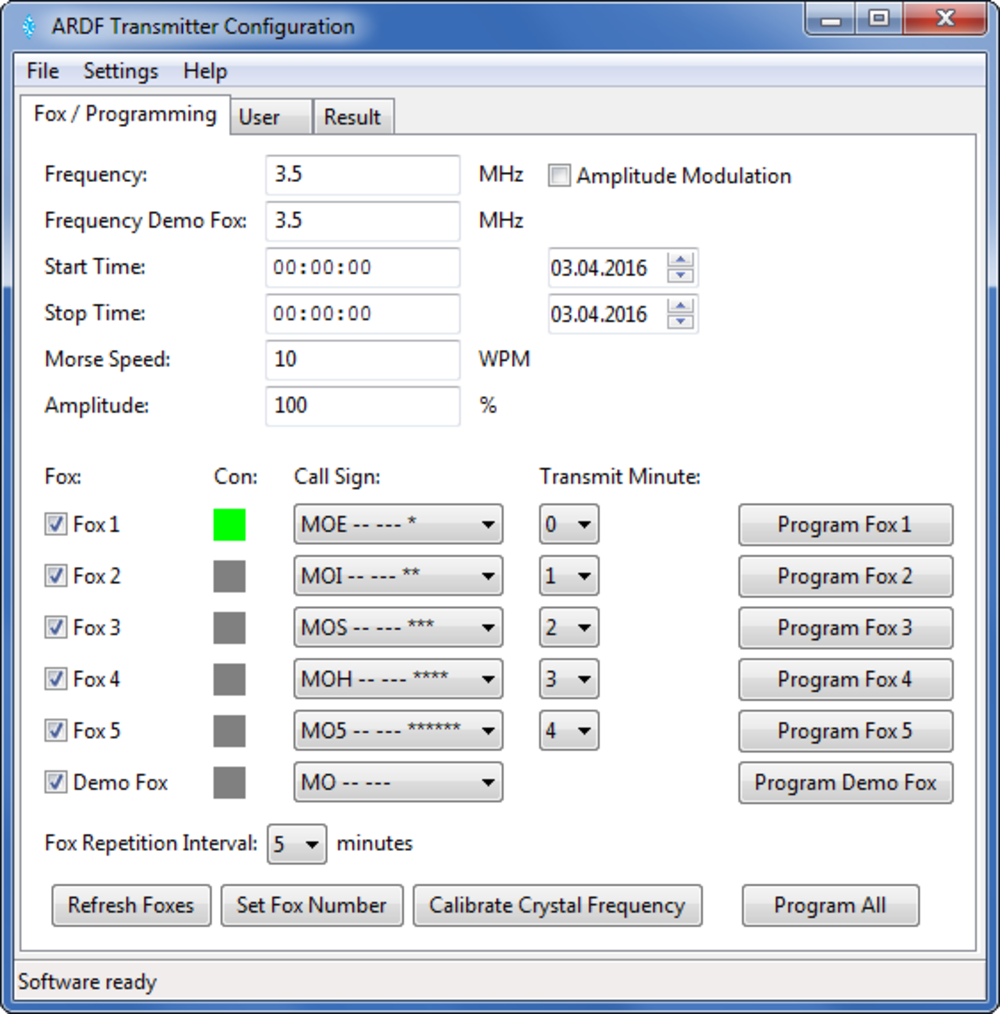 ARDF Transmitter Configuration
File Settings Help
Fox / Programming User Result
Frequency: 3.5 MHz Amplitude Modulation
Frequency Demo Fox: 3.5 MHz
Start Time: 00:00:00 03.04.2016
Stop Time: 00:00:00 03.04.2016
Morse Speed: 10 WPM
Amplitude: 100 %
Fox: Con: Call Sign: Transmit Minute:
Fox 1 MOE -- --- * 0 Program Fox 1
Fox 2 MOI -- --- ** 1 Program Fox 2
Fox 3 MOS -- --- *** 2 Program Fox 3
Fox 4 MOH -- --- **** 3 Program Fox 4
Fox 5 MO5 -- --- ****** 4 Program Fox 5
Demo Fox MO -- --- Program Demo Fox
Fox Repetition Interval: 5 minutes
Refresh Foxes Set Fox Number Calibrate Crystal Frequency Program All
Software ready